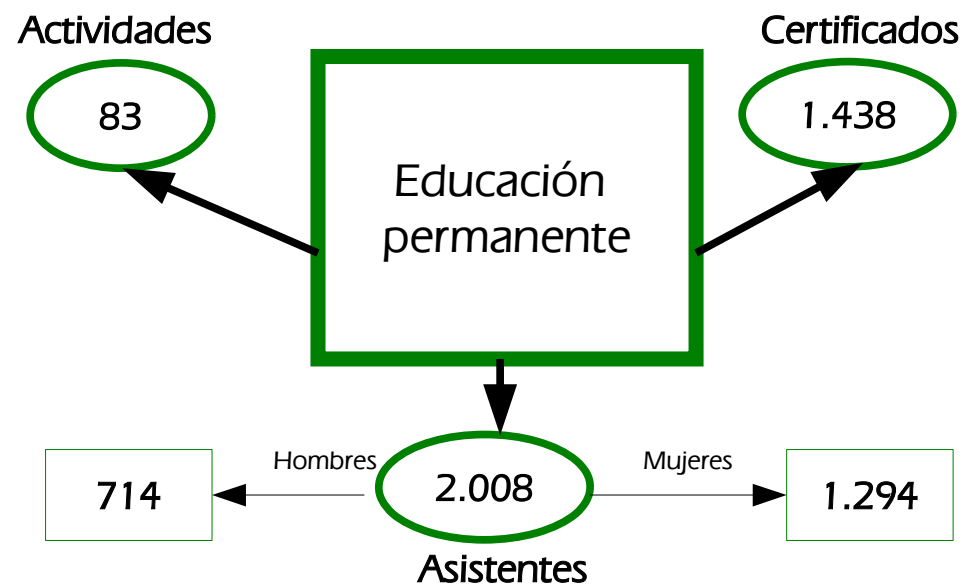 Actividades
83
Certificados
1.438
Educación
permanente
Hombres
714
2.008
Asistentes
Mujeres
1.294